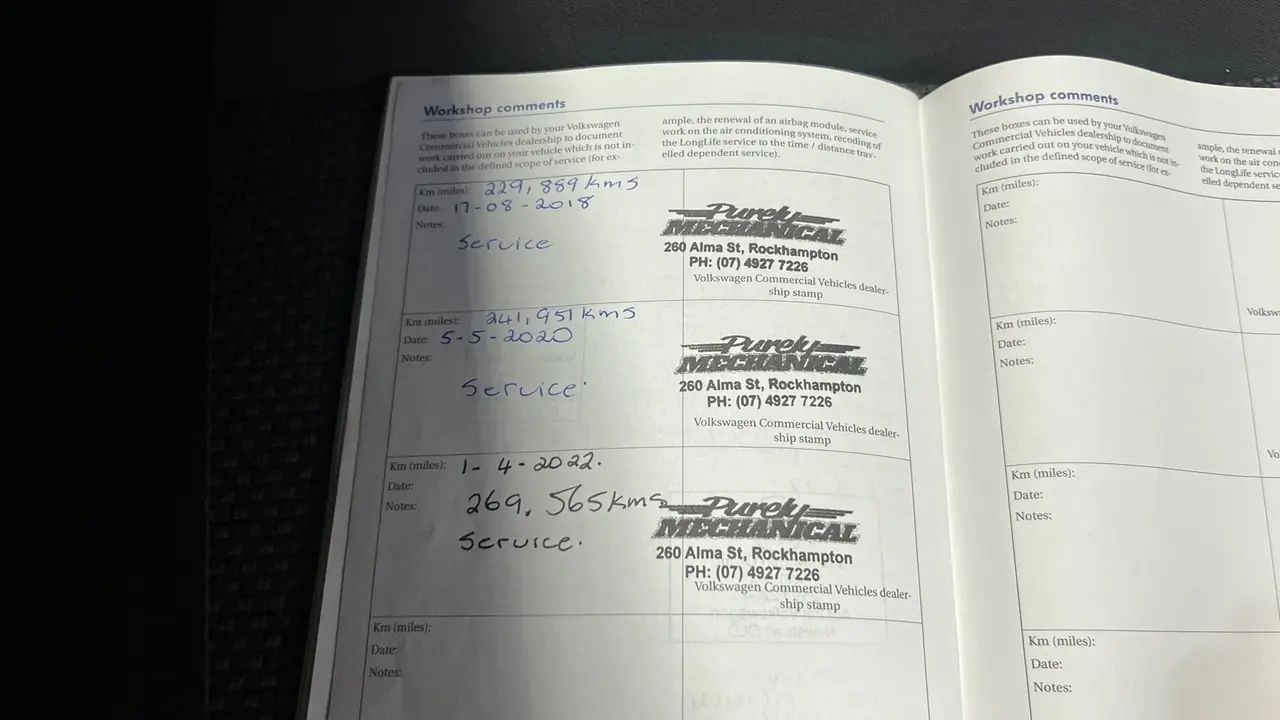 Workshop comments
These boxes can be used by your Volkswagen
Commercial Vehicles dealership to document
work carried out on your vehicle which is not in-
cluded in the defined scope of service (for ex-
ample, the renewal of an airbag module, service
work on the air conditioning system, recoding of
the LongLife service to the time / distance trav-
elled dependent service).
Km (miles): 229, 889 kms
Date: 17-08-2018
Notes:
Service
Purely
MECHANICAL
260 Alma St, Rockhampton
PH: (07) 4927 7226
Volkswagen Commercial Vehicles dealer-
ship stamp
Km (miles): 241, 951 kms
Date: 5-5-2020
Notes:
Service.
Purely
MECHANICAL
260 Alma St, Rockhampton
PH: (07) 4927 7226
Volkswagen Commercial Vehicles dealer-
ship stamp
Km (miles): 1-4-2022.
Date:
Notes: 269, 565 kms
Service.
Purely
MECHANICAL
260 Alma St, Rockhampton
PH: (07) 4927 7226
Volkswagen Commercial Vehicles dealer-
ship stamp
Km (miles):
Date:
Notes:
Workshop comments
These boxes can be used by your Volkswagen
Commercial Vehicles dealership to document
work carried out on your vehicle which is not in-
cluded in the defined scope of service (for ex-
ample, the renewal
work on the air
the LongLife
elled dependent
Km (miles):
Date:
Notes:
Km (miles):
Date:
Notes:
Km (miles):
Date:
Notes:
Km (miles):
Date:
Notes: